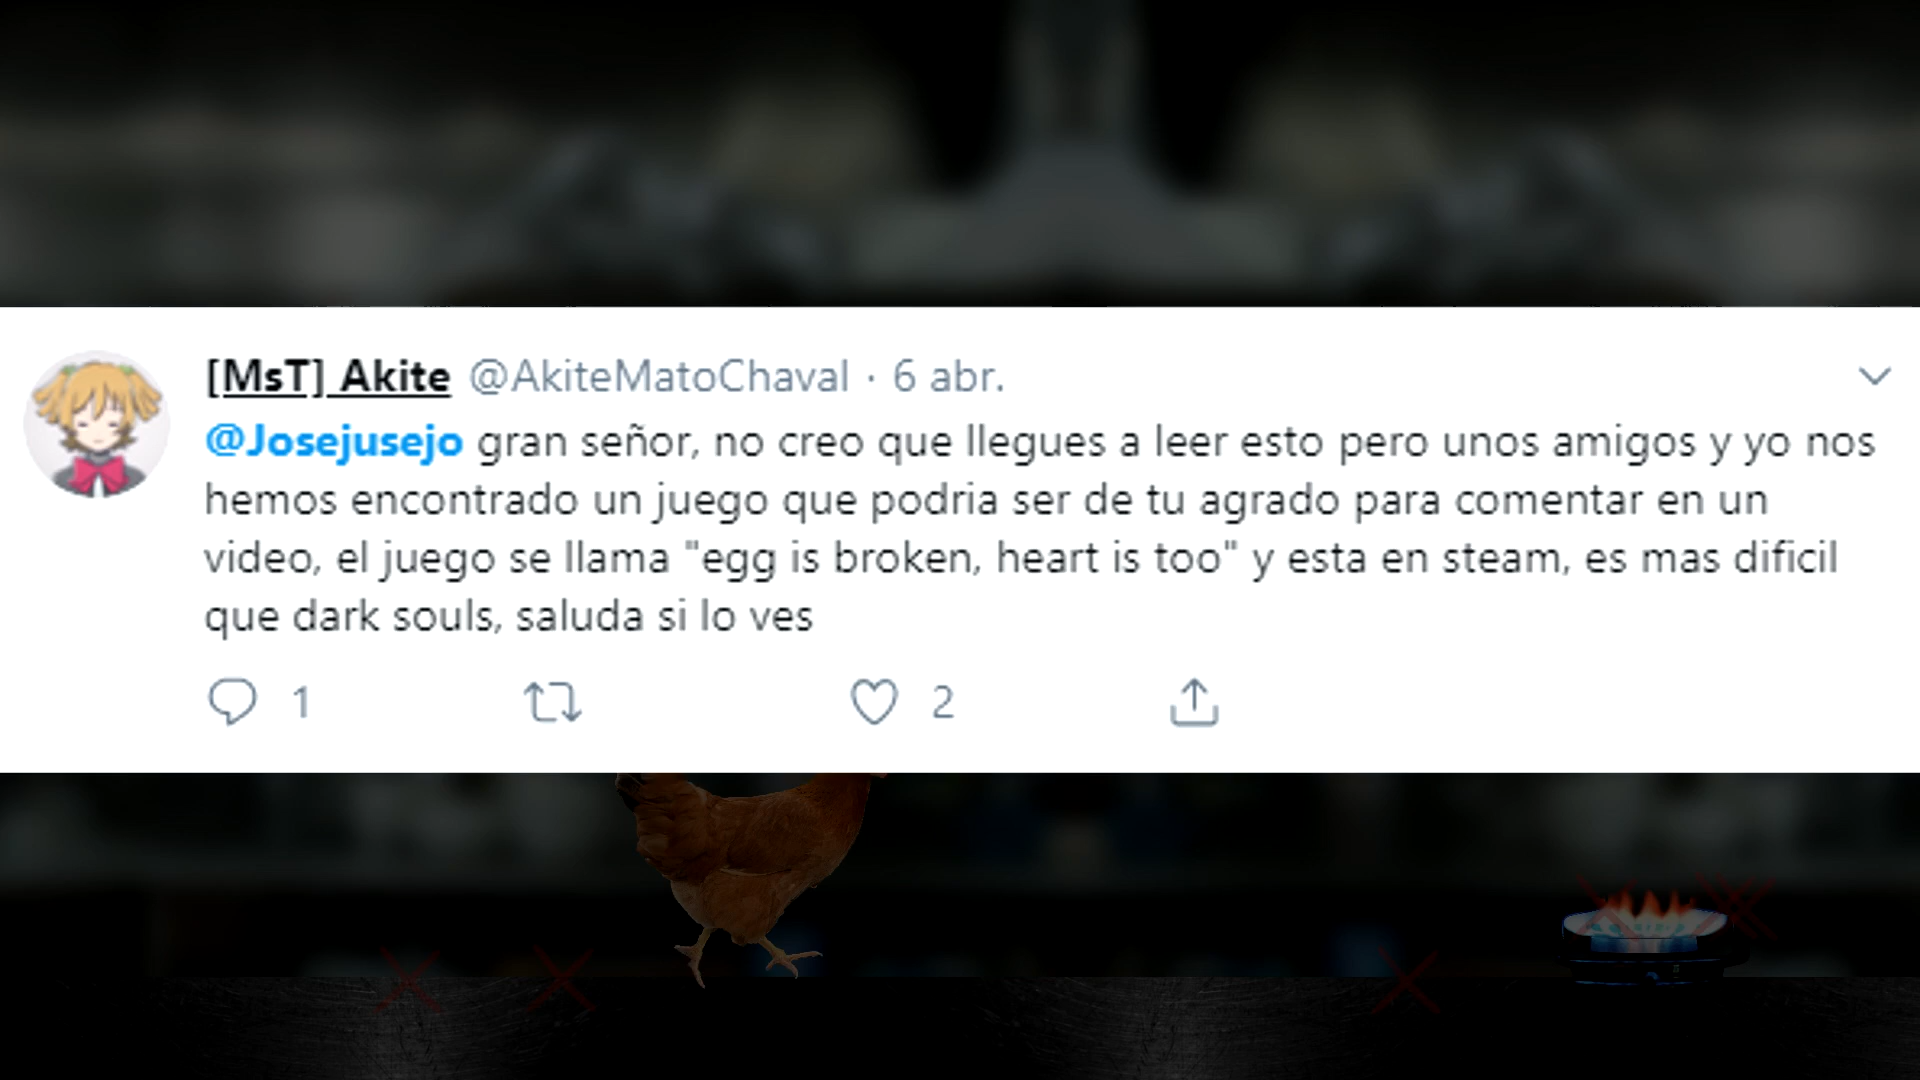 [MsT] Akite @AkiteMatoChaval · 6 abr.
@Josejusejo gran señor, no creo que llegues a leer esto pero unos amigos y yo nos
hemos encontrado un juego que podria ser de tu agrado para comentar en un
video, el juego se llama "egg is broken, heart is too" y esta en steam, es mas dificil
que dark souls, saluda si lo ves
1 2